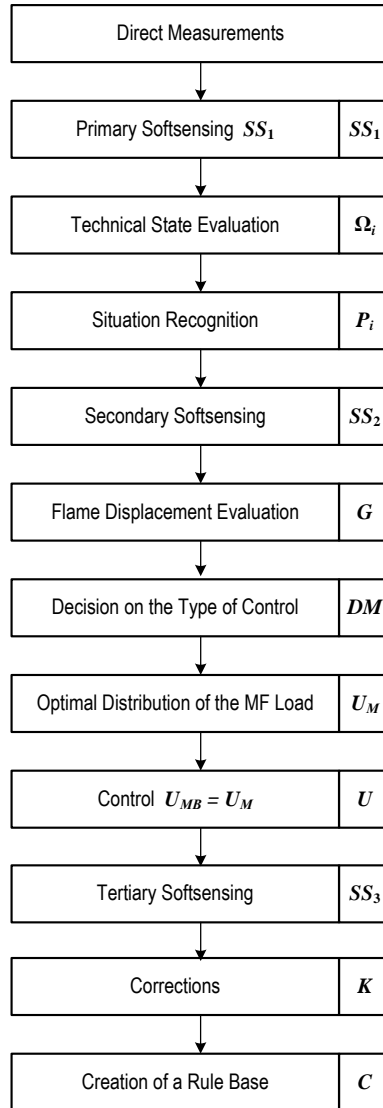 Direct Measurements
Primary Softsensing SS₁ SS₁
Technical State Evaluation Ωᵢ
Situation Recognition Pᵢ
Secondary Softsensing SS₂
Flame Displacement Evaluation G
Decision on the Type of Control DM
Optimal Distribution of the MF Load U_M
Control U_MB = U_M U
Tertiary Softsensing SS₃
Corrections K
Creation of a Rule Base C